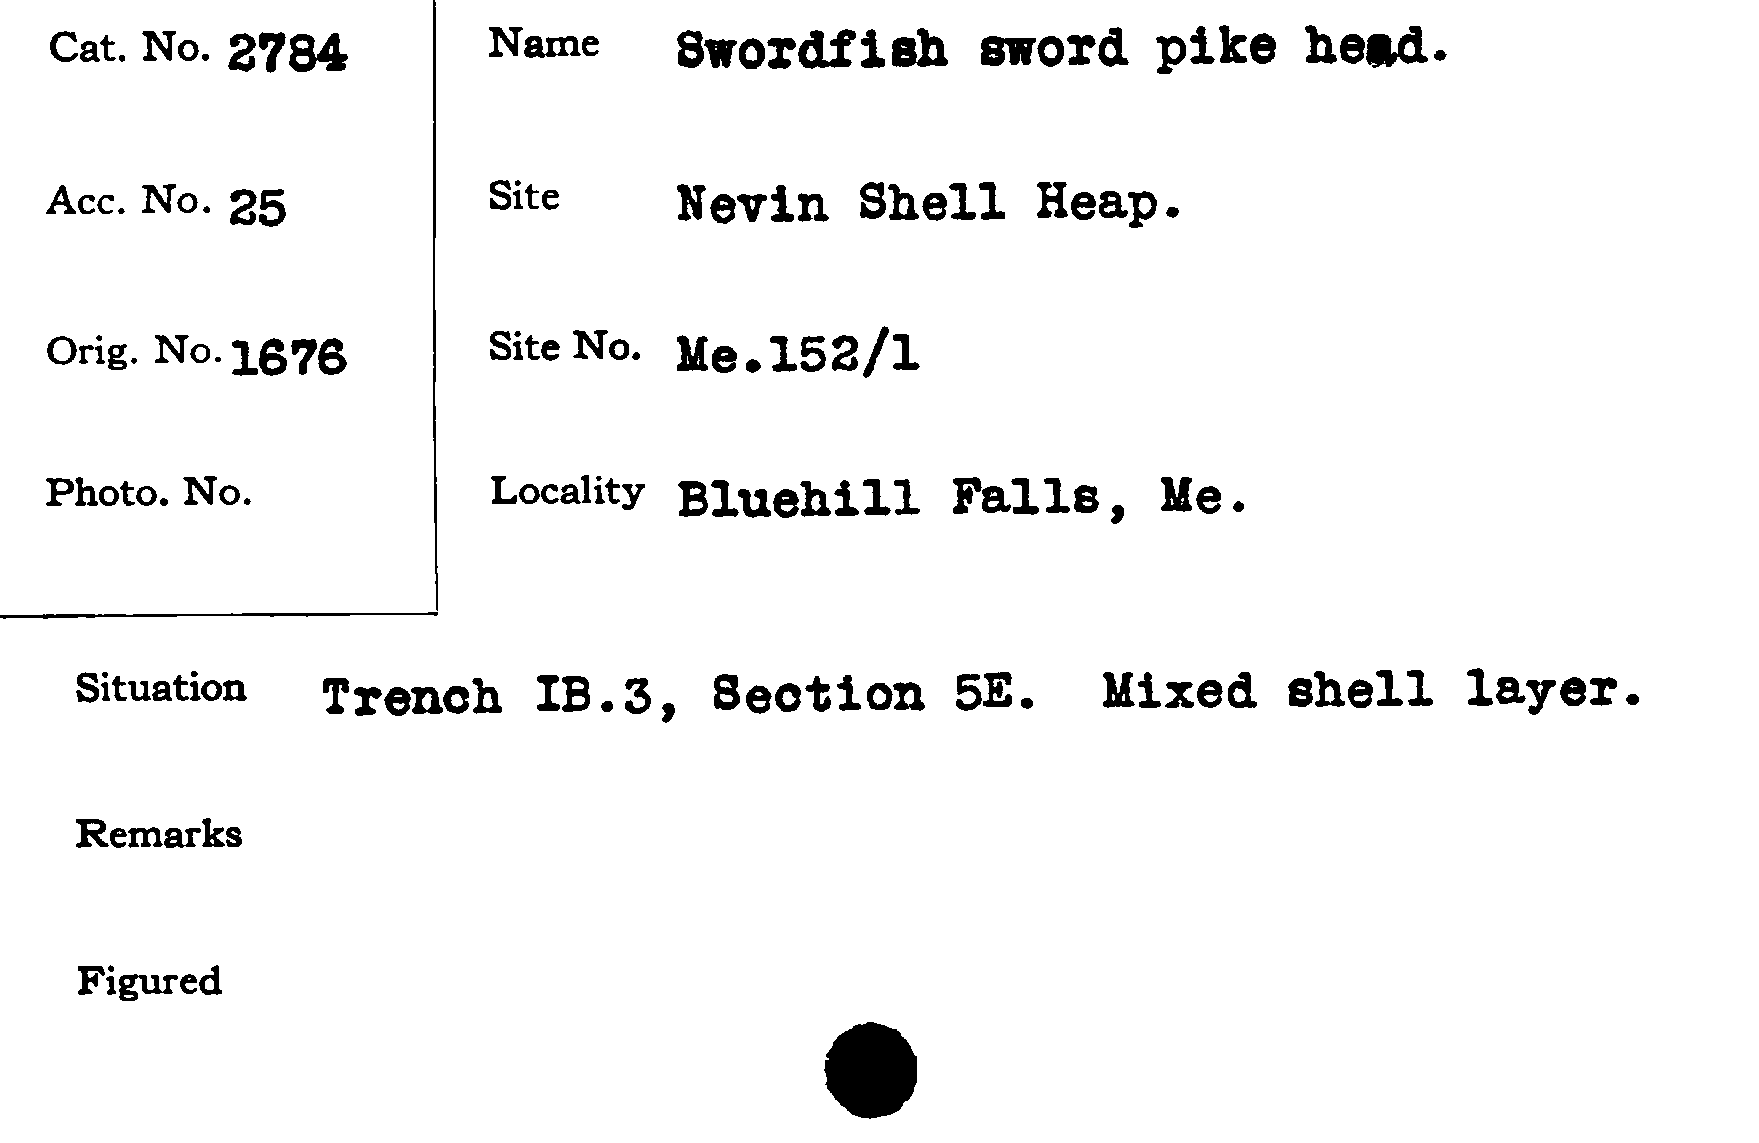 Cat. No. 2784
Name Swordfish sword pike head.
Acc. No. 25
Site Nevin Shell Heap.
Orig. No. 1676
Site No. Me.152/1
Photo. No.
Locality Bluehill Falls, Me.
Situation Trench IB.3, Section 5E. Mixed shell layer.
Remarks
Figured